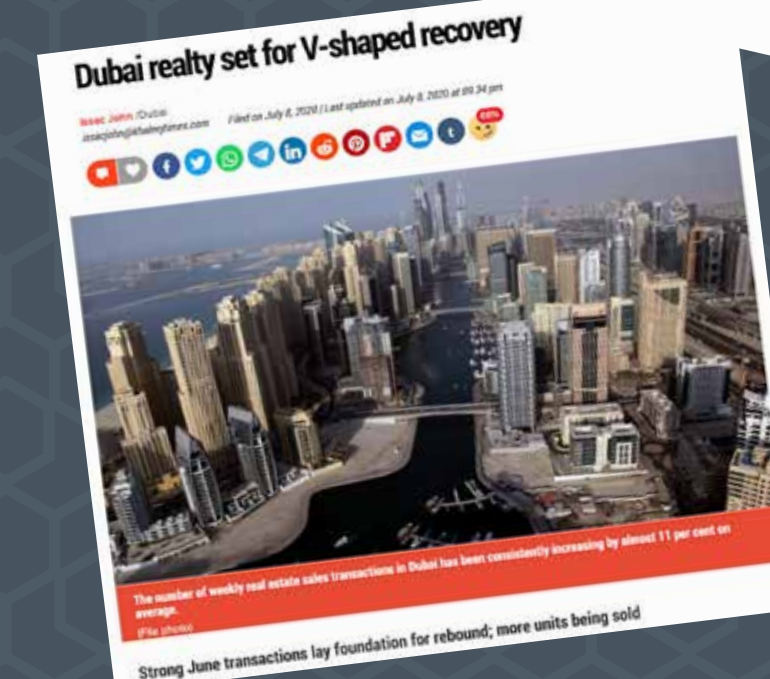 Dubai realty set for V-shaped recovery
Issac John /Dubai
issacjohn@khaleejtimes.com
Filed on July 8, 2020 | Last updated on July 8, 2020 at 09.34 pm
The number of weekly real estate sales transactions in Dubai has been consistently increasing by almost 11 per cent on
average.
(File photo)
Strong June transactions lay foundation for rebound; more units being sold